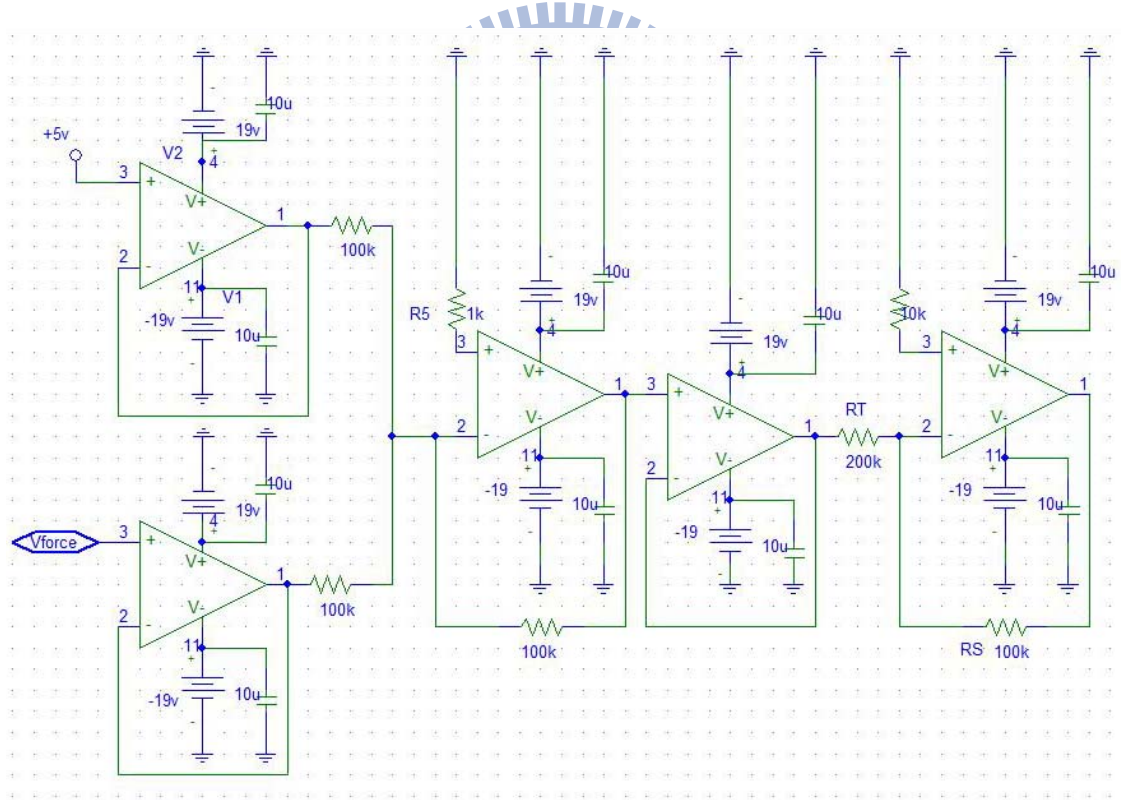 +5v
V2
10u
19v
4
3
+
V+
V-
1
2
-
11
V1
-19v
10u
100k
Vforce
3
+
10u
19v
4
V+
V-
1
2
-
11
-19v
10u
100k
R5
1k
3
+
10u
19v
4
V+
V-
1
2
-
11
-19
10u
100k
3
+
10u
19v
4
V+
V-
1
2
-
11
-19
10u
RT
200k
10k
3
+
10u
19v
4
V+
V-
1
2
-
11
-19
10u
RS 100k